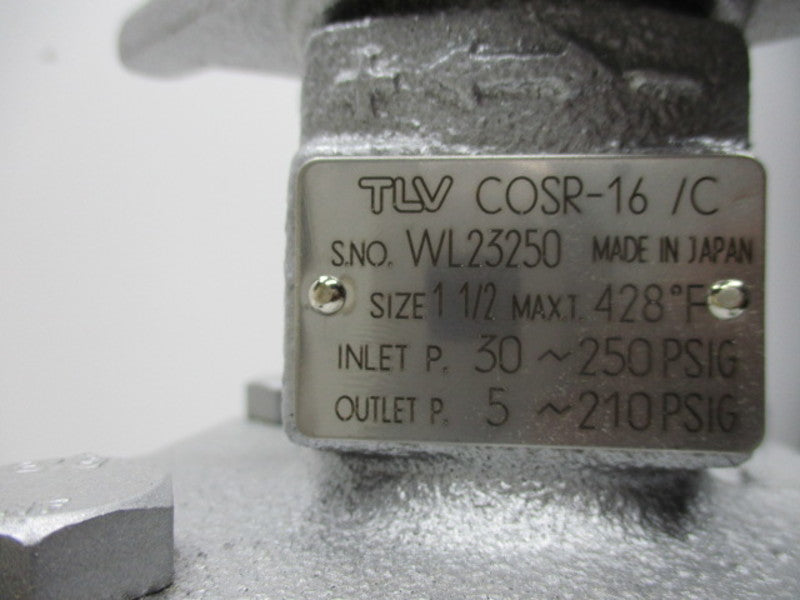 TLV COSR-16 /C
S.NO. WL23250 MADE IN JAPAN
SIZE 1 1/2 MAX.T. 428°F
INLET P. 30 ~250 PSIG
OUTLET P. 5 ~210 PSIG